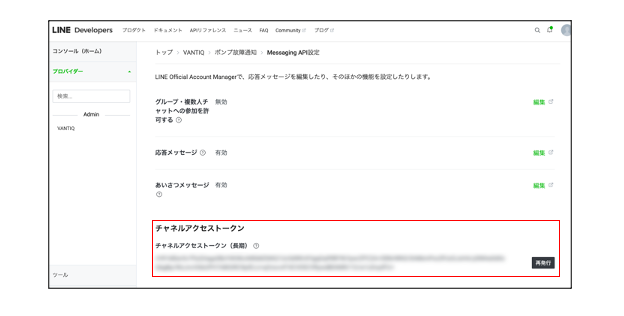 LINE Developers プロダクト ドキュメント APIリファレンス ニュース FAQ Community ブログ
コンソール（ホーム）
トップ 〉 VANTIQ 〉 ポンプ故障通知 〉 Messaging API設定
プロバイダー
LINE Official Account Managerで、応答メッセージを編集したり、そのほかの機能を設定したりします。
検索...
グループ・複数人チ
ャットへの参加を許
可する
無効
編集
Admin
VANTIQ
応答メッセージ 有効 編集
あいさつメッセージ 有効 編集
チャネルアクセストークン
チャネルアクセストークン（長期）
再発行
ツール